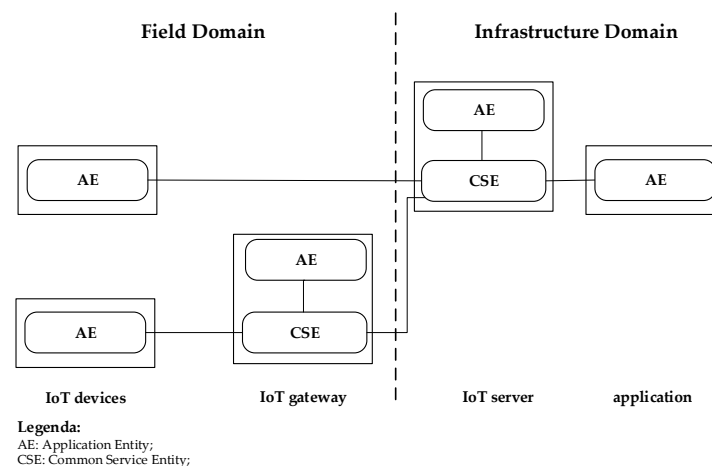 Field Domain
Infrastructure Domain
AE
AE
CSE
AE
AE
AE
CSE
IoT devices
IoT gateway
IoT server
application
Legenda:
AE: Application Entity;
CSE: Common Service Entity;